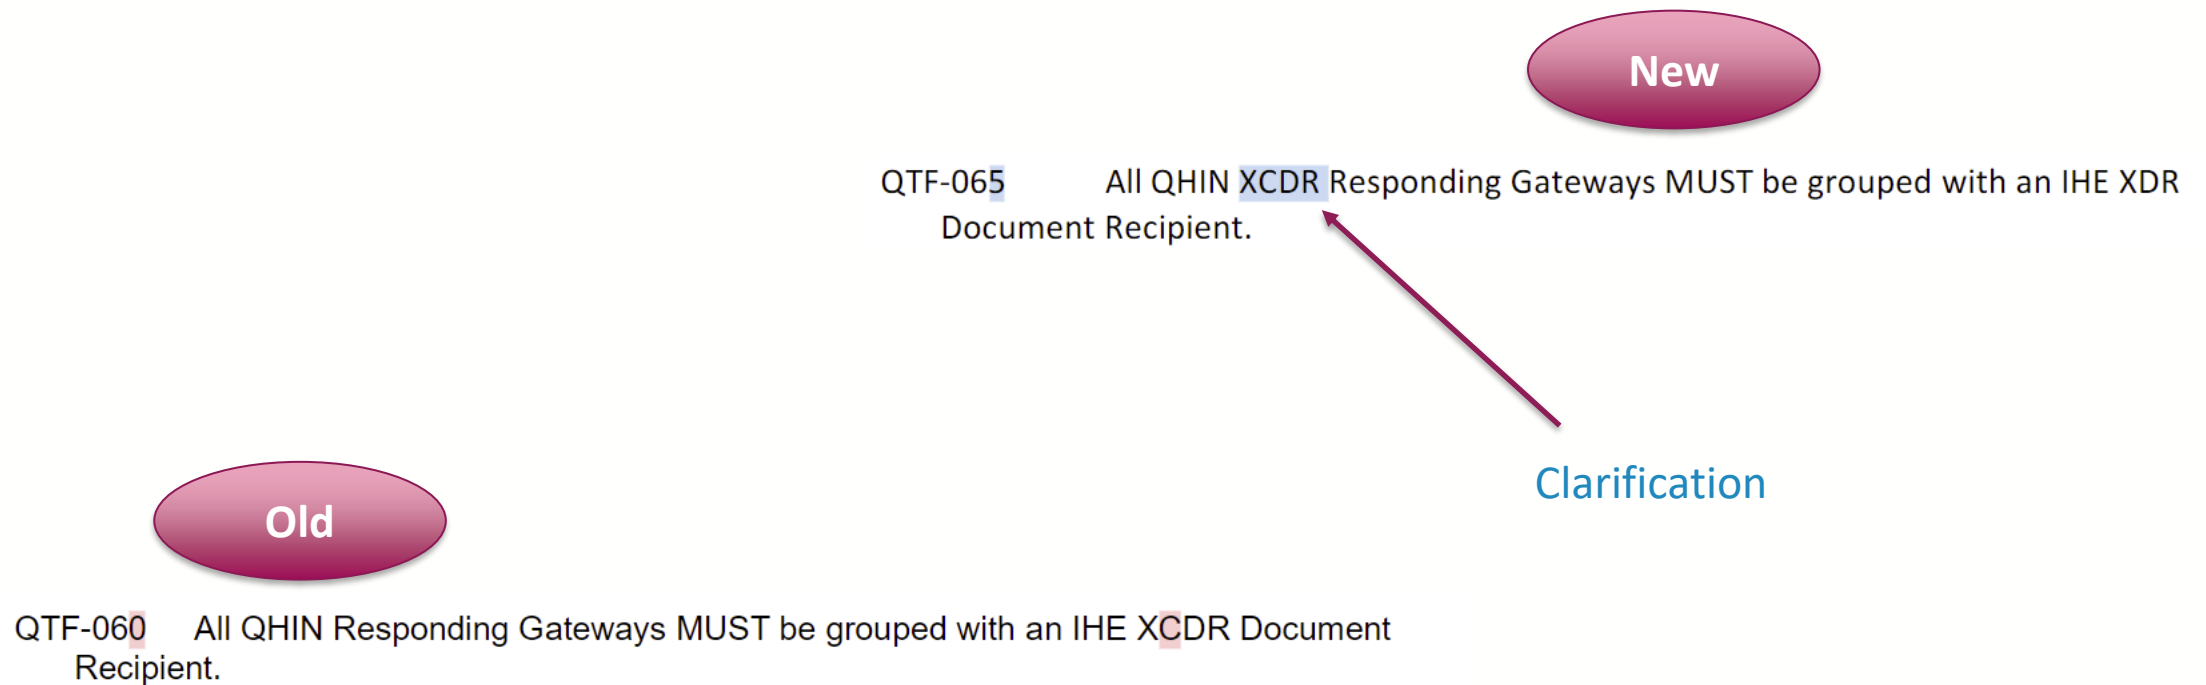 New
QTF-065 All QHIN XCDR Responding Gateways MUST be grouped with an IHE XDR
Document Recipient.
Clarification
Old
QTF-060 All QHIN Responding Gateways MUST be grouped with an IHE XCDR Document
Recipient.